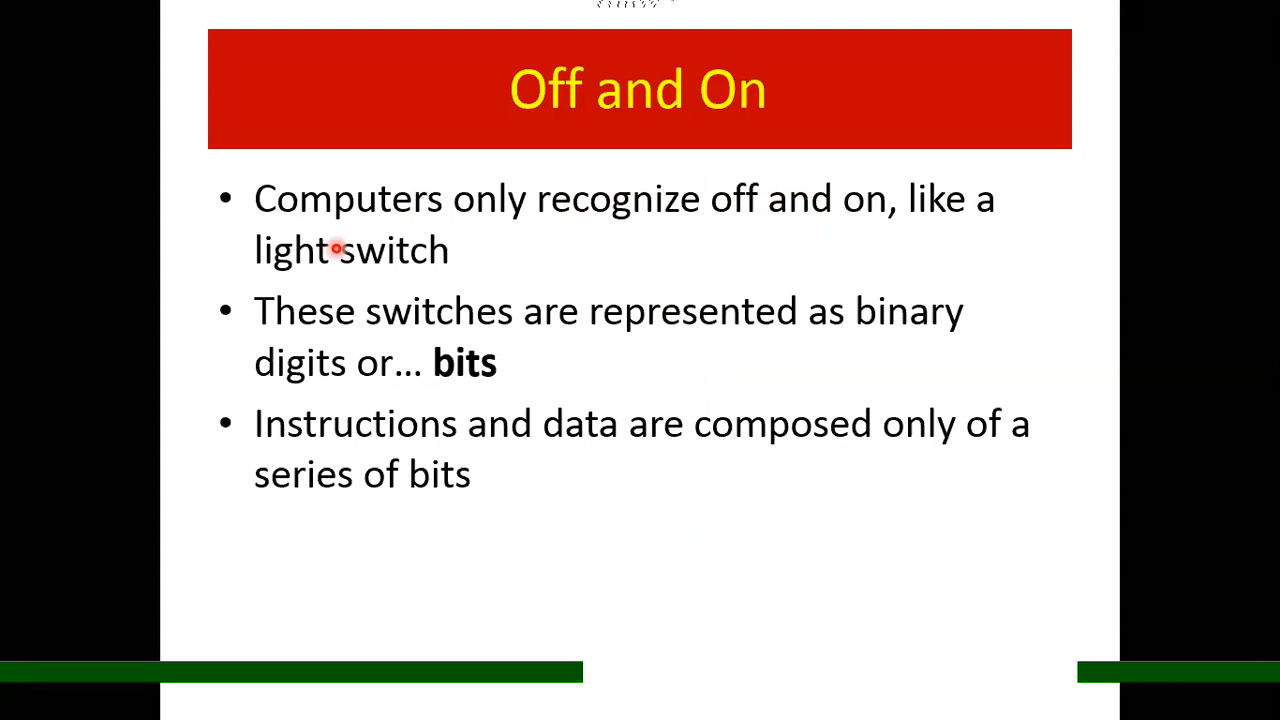 Off and On
• Computers only recognize off and on, like a
light switch
• These switches are represented as binary
digits or… bits
• Instructions and data are composed only of a
series of bits